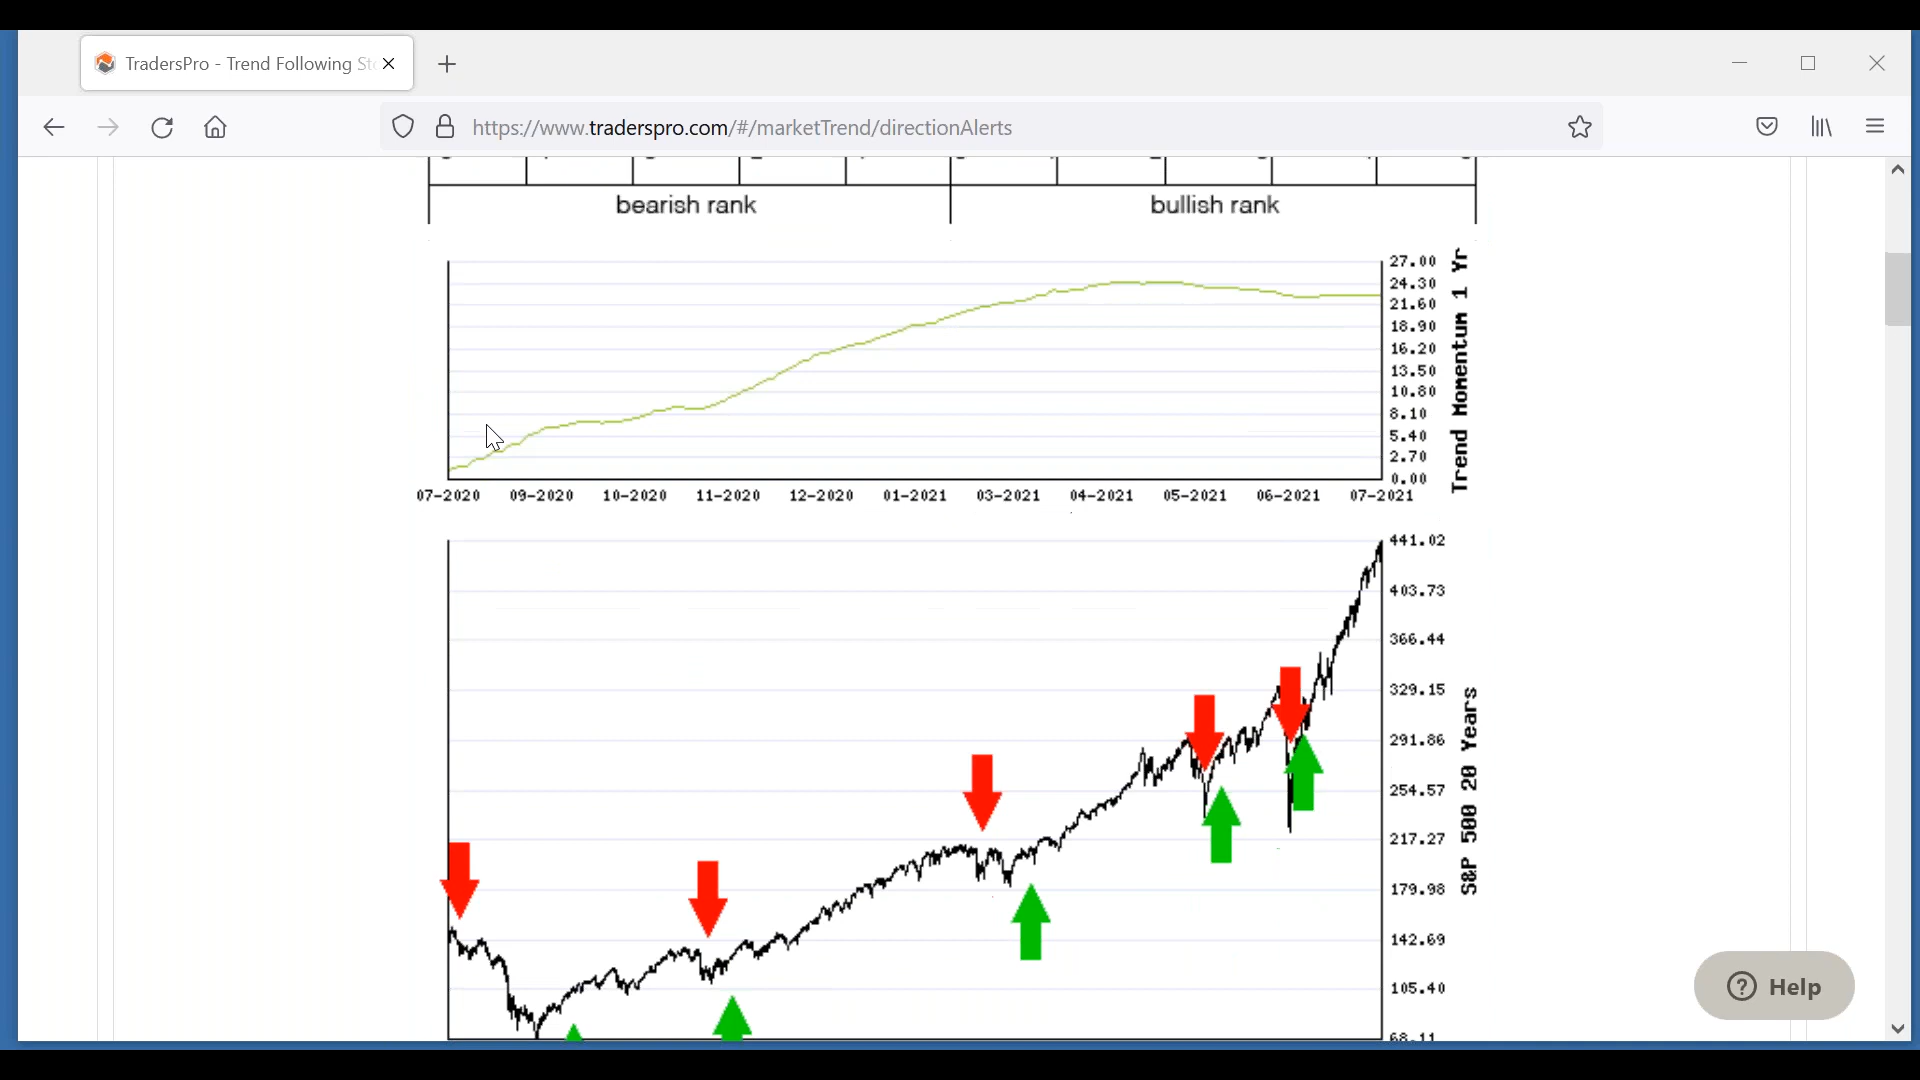 TradersPro - Trend Following St
https://www.traderspro.com/#/marketTrend/directionAlerts
bearish rank
bullish rank
27.00
24.30
21.60
18.90
16.20
13.50
10.80
8.10
5.40
2.70
0.00
Trend Momentum 1 Yr
07-2020 09-2020 10-2020 11-2020 12-2020 01-2021 03-2021 04-2021 05-2021 06-2021 07-2021
441.02
403.73
366.44
329.15
291.86
254.57
217.27
179.98
142.69
105.40
68.11
S&P 500 20 Years
Help